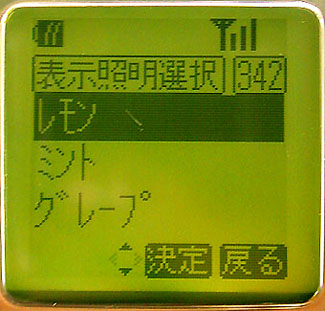 表示照明選択 342
レモン
ミント
グレープ
決定 戻る